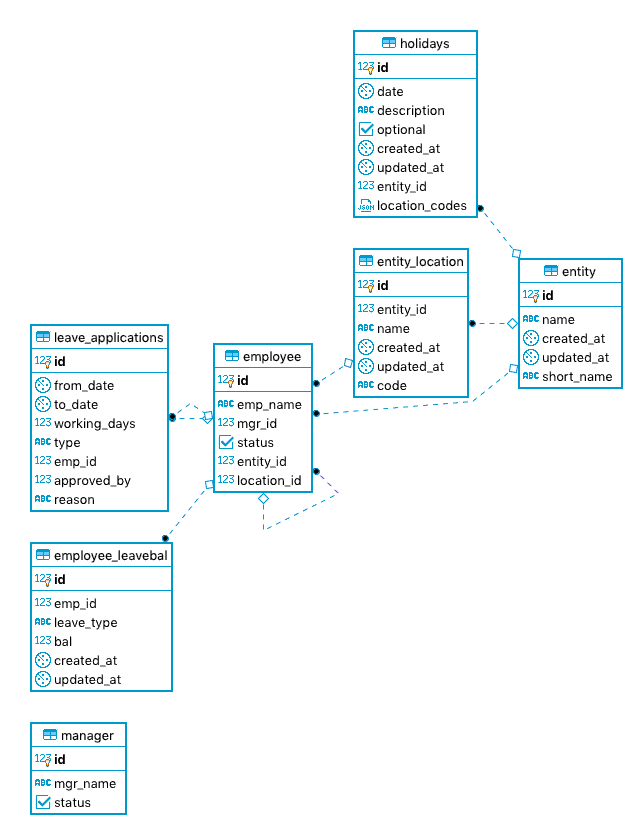 holidays
123 id
date
ABC description
optional
created_at
updated_at
123 entity_id
JSON location_codes
entity_location
123 id
123 entity_id
ABC name
created_at
updated_at
ABC code
entity
123 id
ABC name
created_at
updated_at
ABC short_name
leave_applications
123 id
from_date
to_date
123 working_days
ABC type
123 emp_id
123 approved_by
ABC reason
employee
123 id
ABC emp_name
123 mgr_id
status
123 entity_id
123 location_id
employee_leavebal
123 id
123 emp_id
ABC leave_type
123 bal
created_at
updated_at
manager
123 id
ABC mgr_name
status